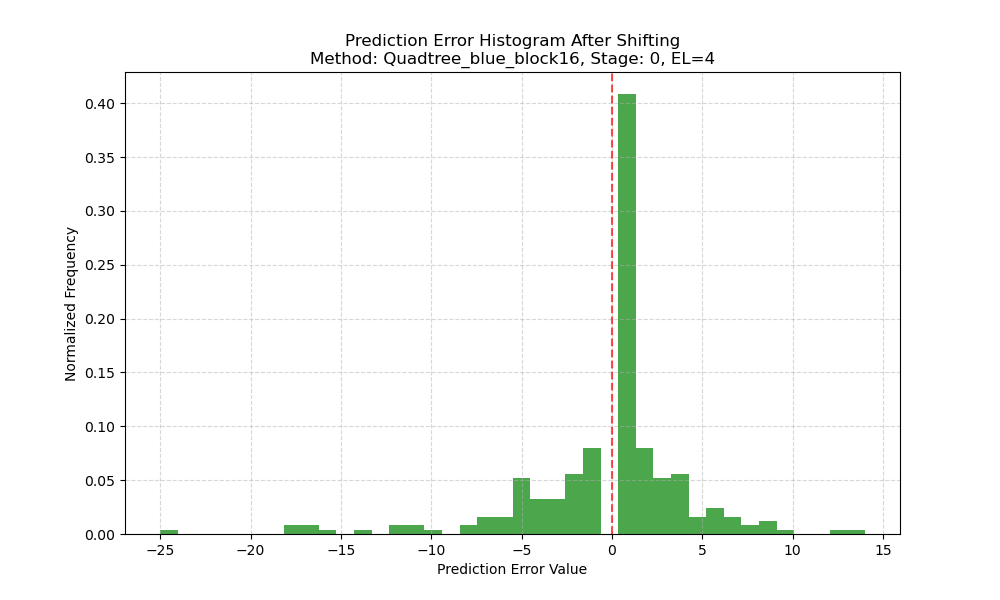 Prediction Error Histogram After Shifting
Method: Quadtree_blue_block16, Stage: 0, EL=4
Normalized Frequency
0.40
0.35
0.30
0.25
0.20
0.15
0.10
0.05
0.00
−25 −20 −15 −10 −5 0 5 10 15
Prediction Error Value